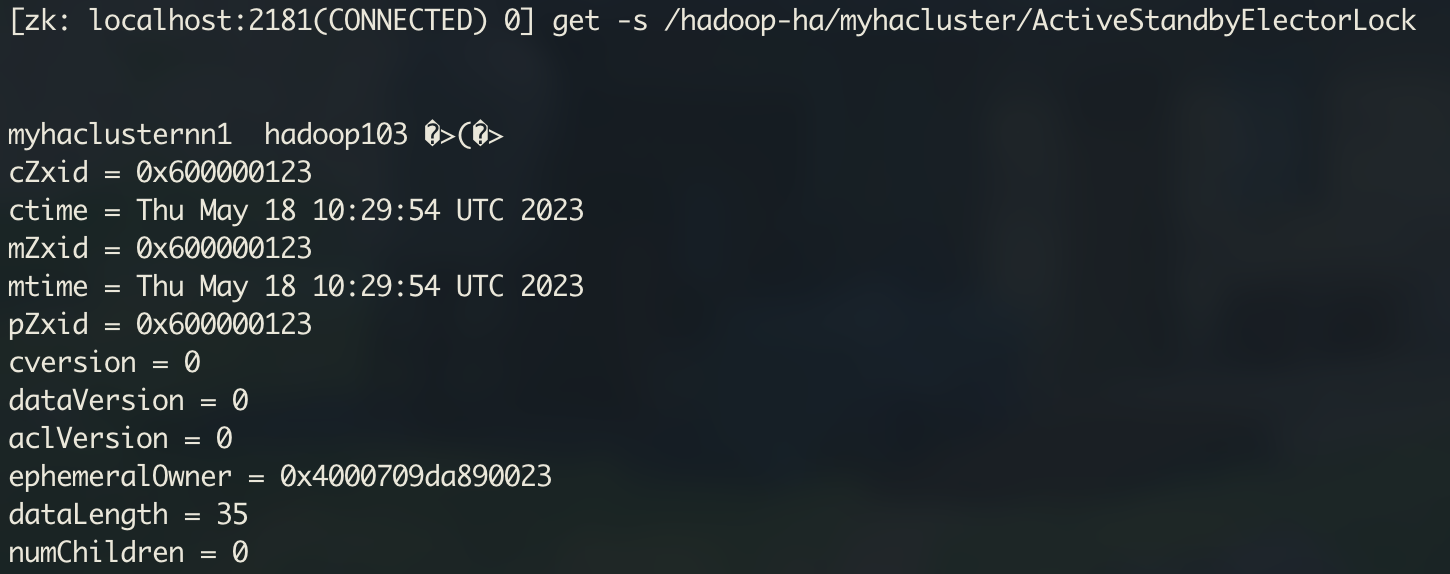 [zk: localhost:2181(CONNECTED) 0] get -s /hadoop-ha/myhacluster/ActiveStandbyElectorLock
myhaclusternn1  hadoop103 �>(�>
cZxid = 0x600000123
ctime = Thu May 18 10:29:54 UTC 2023
mZxid = 0x600000123
mtime = Thu May 18 10:29:54 UTC 2023
pZxid = 0x600000123
cversion = 0
dataVersion = 0
aclVersion = 0
ephemeralOwner = 0x4000709da890023
dataLength = 35
numChildren = 0